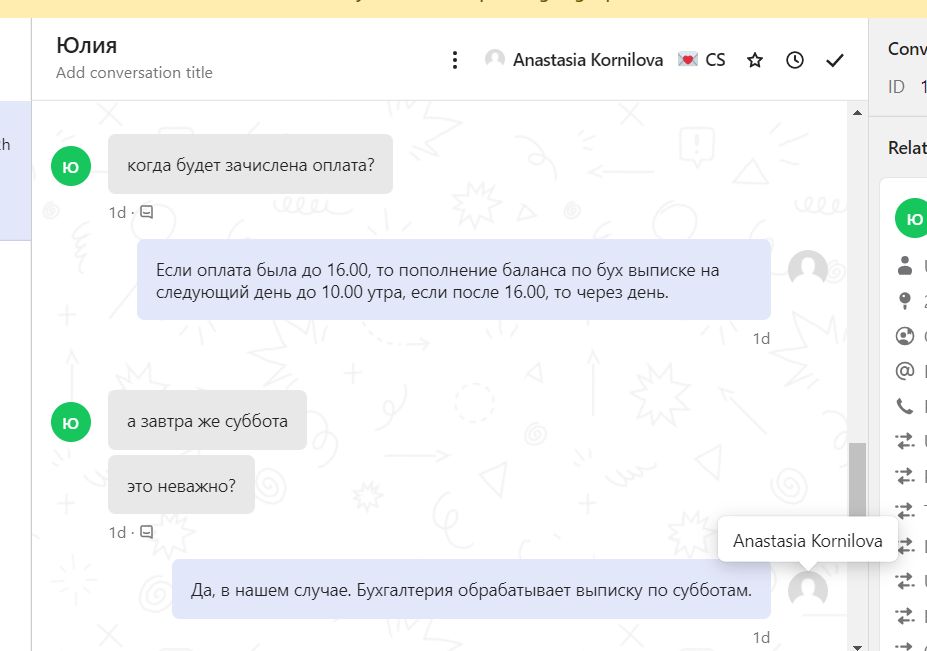 Юлия
Add conversation title
Anastasia Kornilova
CS
Conv
ID 1
Relat
h
Ю
когда будет зачислена оплата?
1d ·
Ю
Если оплата была до 16.00, то пополнение баланса по бух выписке на
следующий день до 10.00 утра, если после 16.00, то через день.
1d
Ю
а завтра же суббота
это неважно?
1d ·
Anastasia Kornilova
Да, в нашем случае. Бухгалтерия обрабатывает выписку по субботам.
1d